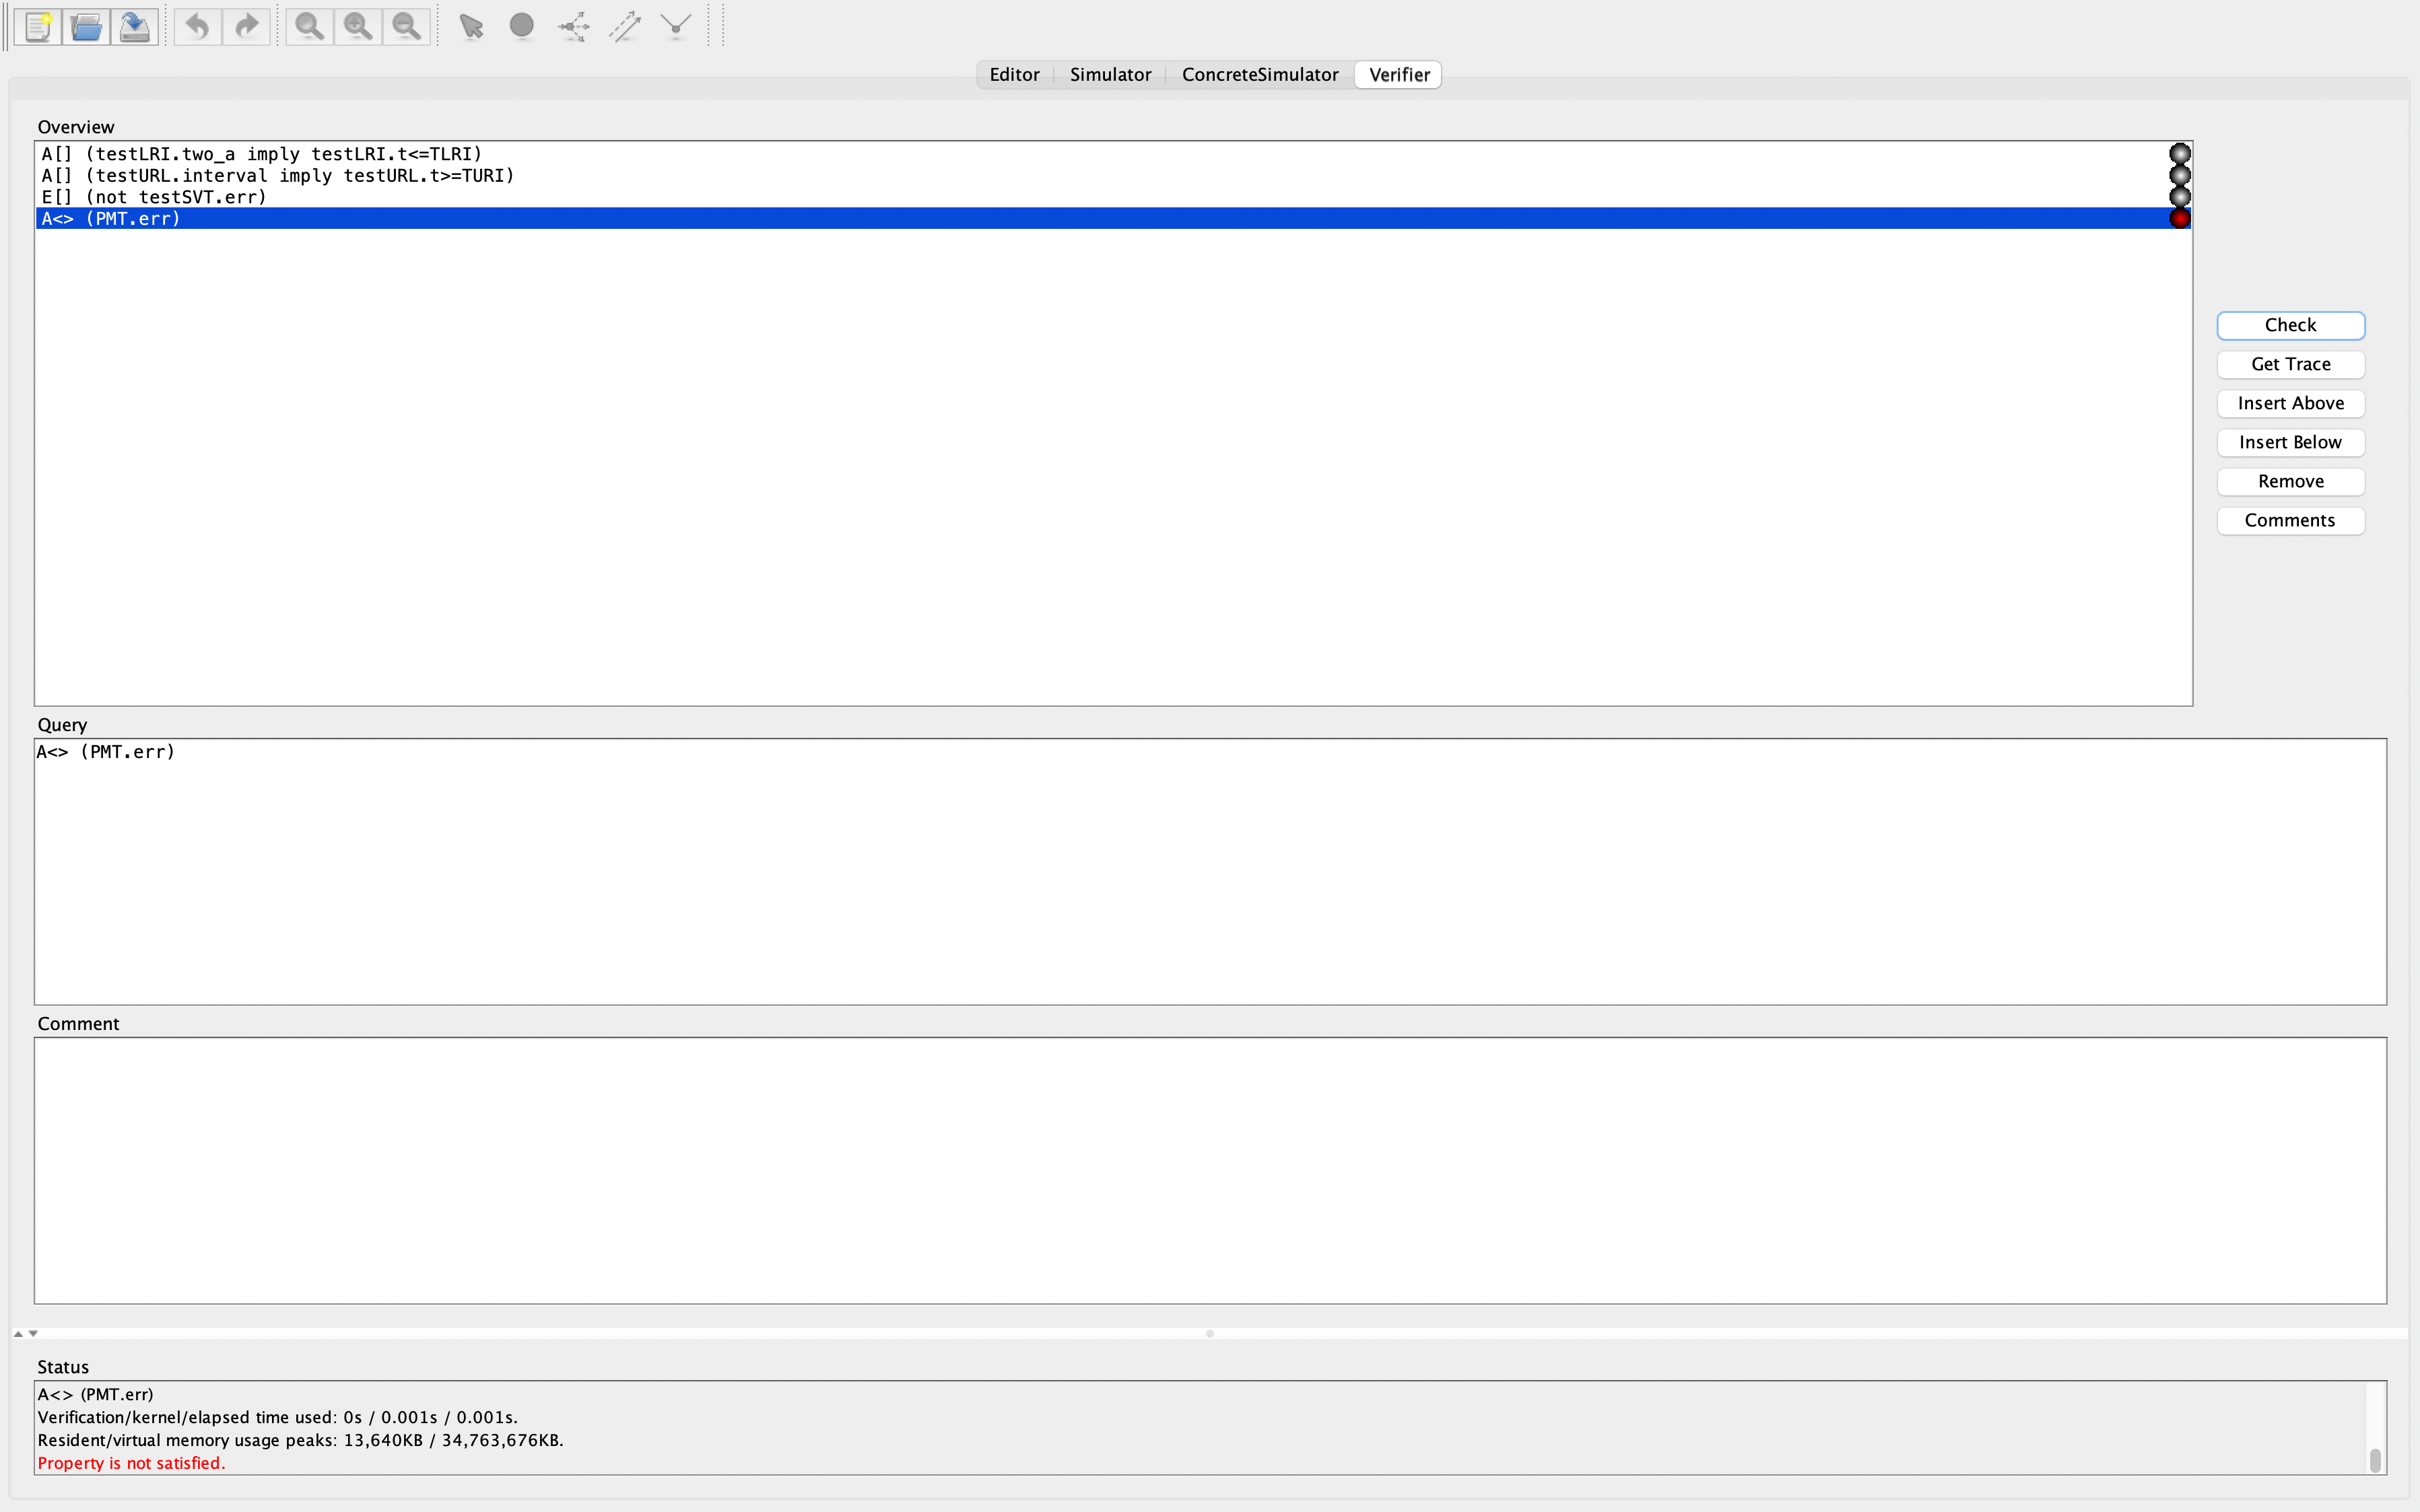 Editor Simulator ConcreteSimulator Verifier
Overview
A[] (testLRI.two_a imply testLRI.t<=TLRI)
A[] (testURL.interval imply testURL.t>=TURI)
E[] (not testSVT.err)
A<> (PMT.err)
Check
Get Trace
Insert Above
Insert Below
Remove
Comments
Query
A<> (PMT.err)
Comment
Status
A<> (PMT.err)
Verification/kernel/elapsed time used: 0s / 0.001s / 0.001s.
Resident/virtual memory usage peaks: 13,640KB / 34,763,676KB.
Property is not satisfied.